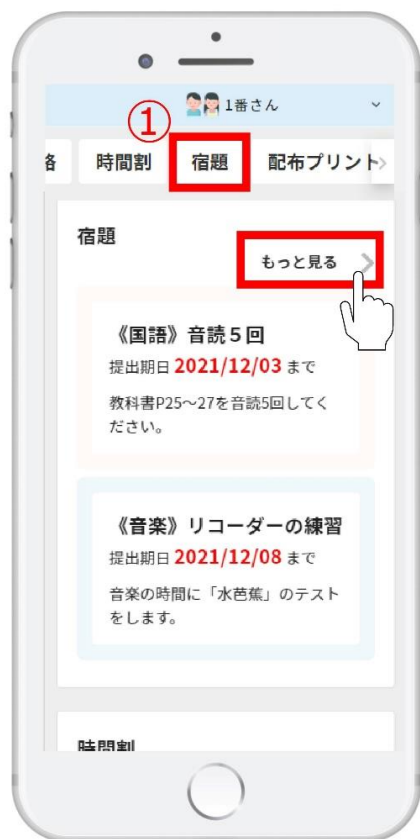 1番さん
①
時間割 宿題 配布プリント
宿題
もっと見る
《国語》音読5回
提出期日 2021/12/03 まで
教科書P25〜27を音読5回してく
ださい。
《音楽》リコーダーの練習
提出期日 2021/12/08 まで
音楽の時間に「水芭蕉」のテスト
をします。
時間割